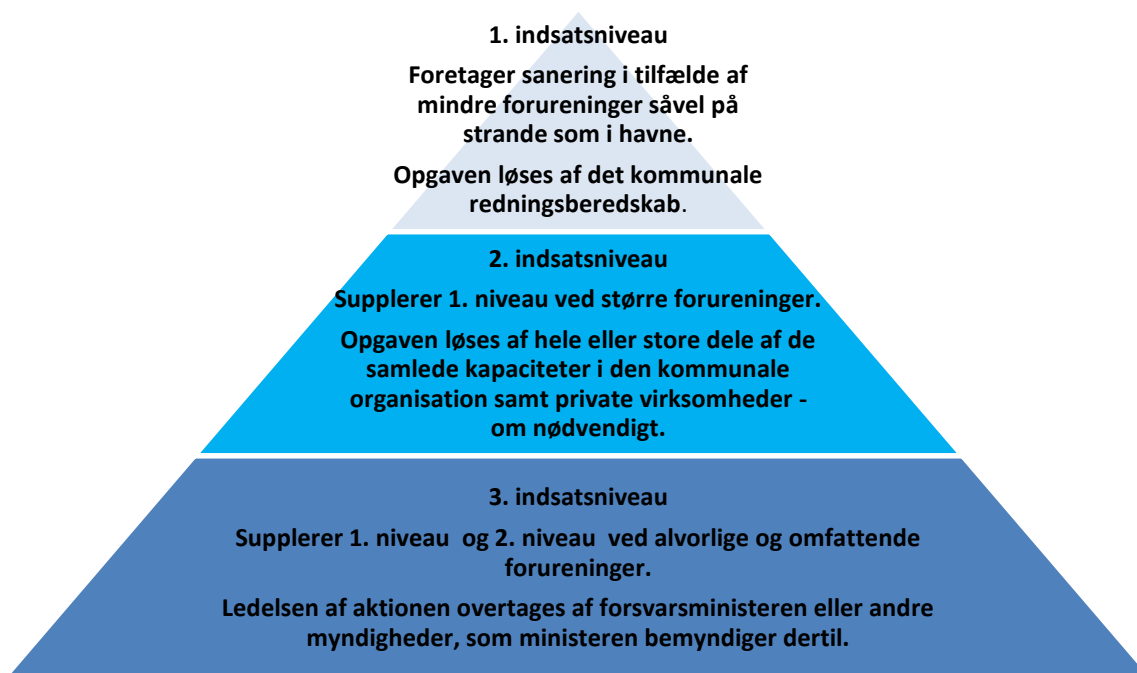 1. indsatsniveau
Foretager sanering i tilfælde af
mindre forureninger såvel på
strande som i havne.
Opgaven løses af det kommunale
redningsberedskab.
2. indsatsniveau
Supplerer 1. niveau ved større forureninger.
Opgaven løses af hele eller store dele af de
samlede kapaciteter i den kommunale
organisation samt private virksomheder -
om nødvendigt.
3. indsatsniveau
Supplerer 1. niveau og 2. niveau ved alvorlige og omfattende
forureninger.
Ledelsen af aktionen overtages af forsvarsministeren eller andre
myndigheder, som ministeren bemyndiger dertil.